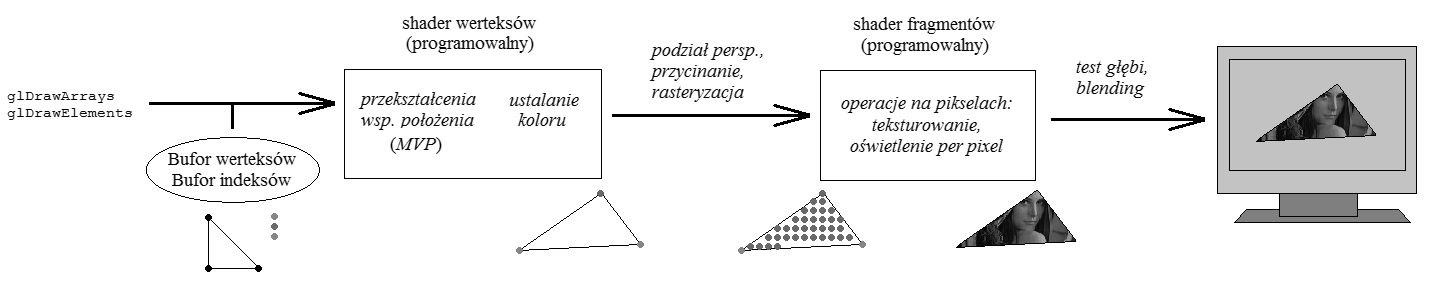 glDrawArrays
glDrawElements
Bufor werteksów
Bufor indeksów
shader werteksów
(programowalny)
przekształcenia
wsp. położenia
(MVP)
ustalanie
koloru
podział persp.,
przycinanie,
rasteryzacja
shader fragmentów
(programowalny)
operacje na pikselach:
teksturowanie,
oświetlenie per pixel
test głębi,
blending